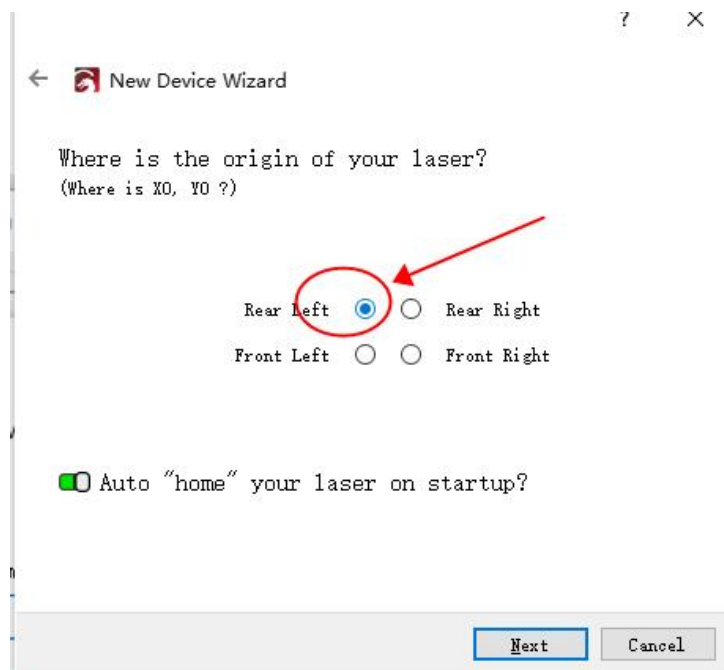 ?
New Device Wizard
Where is the origin of your laser?
(Where is X0, Y0 ?)
Rear Left Rear Right
Front Left Front Right
Auto "home" your laser on startup?
Next Cancel